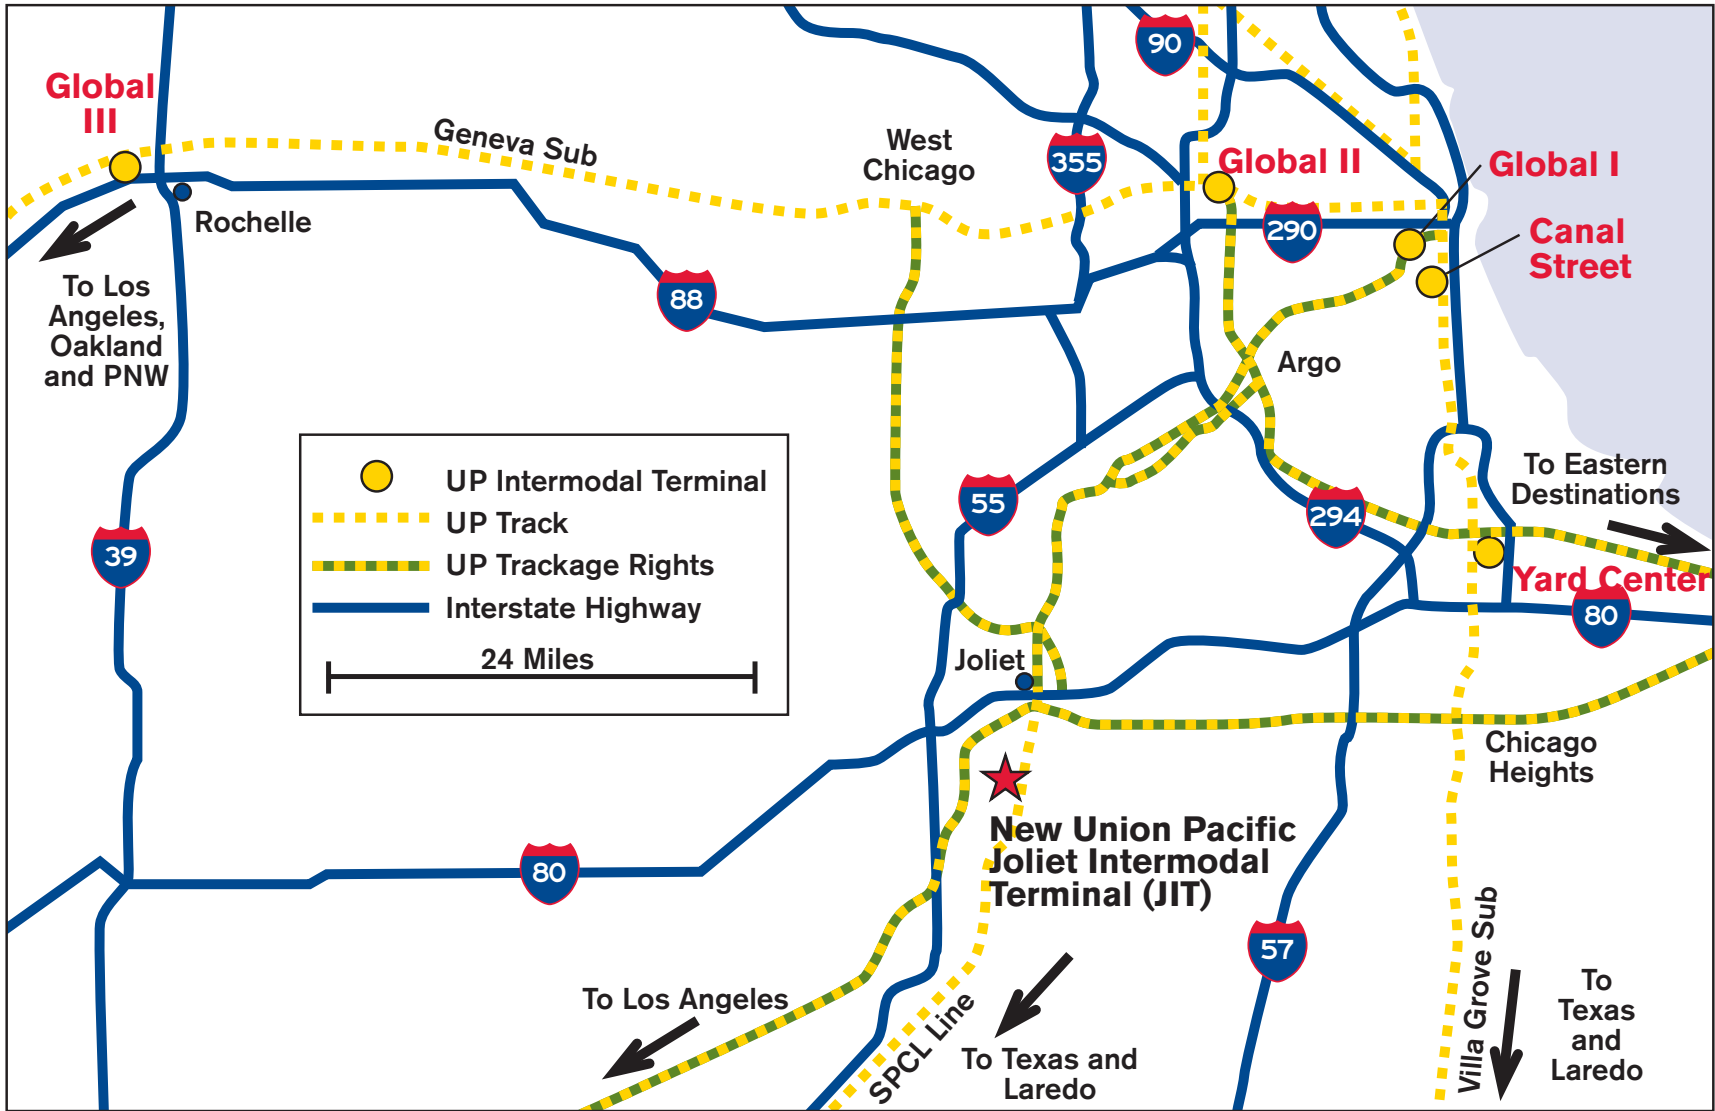 Global
III
Geneva Sub
West
Chicago
355
90
Global II
Global I
290
Canal
Street
Rochelle
To Los
Angeles,
Oakland
and PNW
88
Argo
UP Intermodal Terminal
UP Track
UP Trackage Rights
Interstate Highway
24 Miles
39
55
294
To Eastern
Destinations
Yard Center
80
Joliet
Chicago
Heights
New Union Pacific
Joliet Intermodal
Terminal (JIT)
80
57
To Los Angeles
SPCL Line
To Texas and
Laredo
Villa Grove Sub
To
Texas
and
Laredo